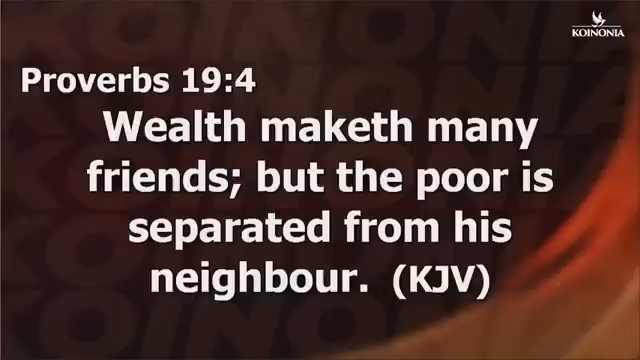 KOINONIA
Proverbs 19:4
Wealth maketh many
friends; but the poor is
separated from his
neighbour. (KJV)